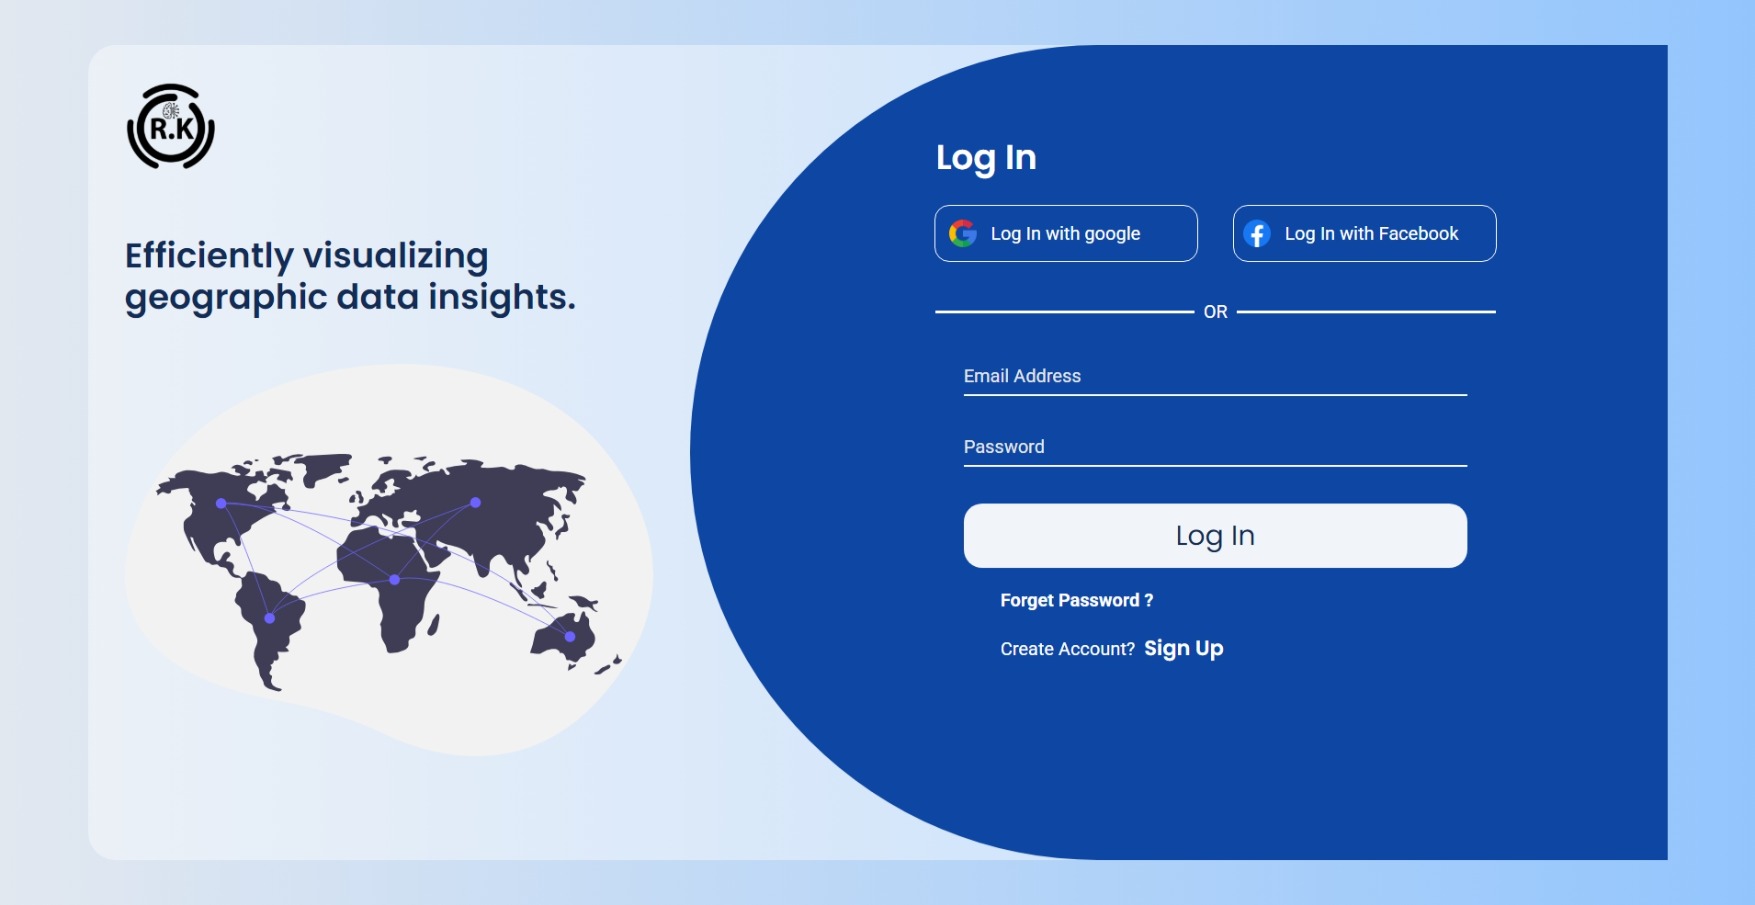 R.K
Efficiently visualizing
geographic data insights.
Log In
Log In with google
Log In with Facebook
OR
Email Address
Password
Log In
Forget Password ?
Create Account? Sign Up